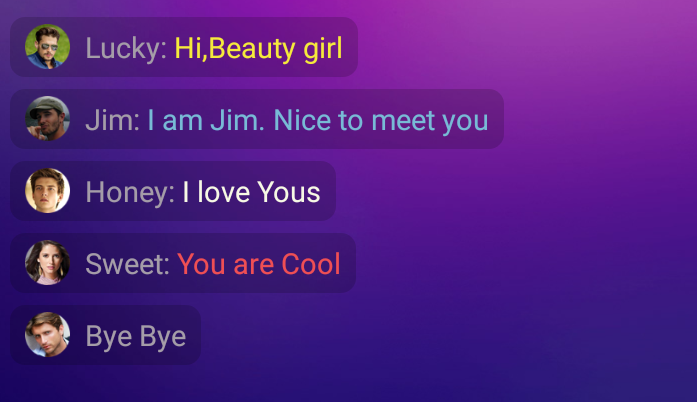 Lucky: Hi,Beauty girl
Jim: I am Jim. Nice to meet you
Honey: I love Yous
Sweet: You are Cool
Bye Bye